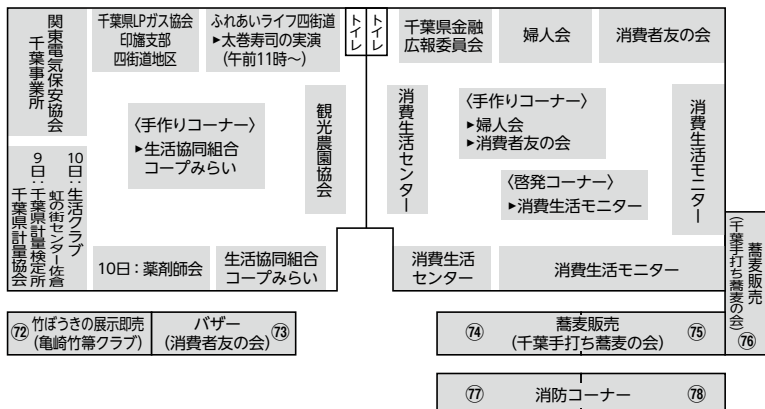 関東電気保安協会
千葉事業所
千葉県LPガス協会
印旛支部
四街道地区
ふれあいライフ四街道
▸太巻寿司の実演
(午前11時~)
トイレ
トイレ
千葉県金融
広報委員会
婦人会
消費者友の会
〈手作りコーナー〉
▸生活協同組合
コープみらい
観光農園協会
消費生活センター
〈手作りコーナー〉
▸婦人会
▸消費者友の会
〈啓発コーナー〉
▸消費生活モニター
消費生活モニター
10日:生活クラブ
虹の街センター佐倉
9日:千葉県計量検定所
千葉県計量協会
10日:薬剤師会
生活協同組合
コープみらい
消費生活
センター
消費生活モニター
蕎麦販売
(千葉手打ち蕎麦の会)
㊻
㊷ 竹ぼうきの展示即売
(亀崎竹箒クラブ)
バザー
(消費者友の会)
㊸
㊹
蕎麦販売
(千葉手打ち蕎麦の会)
㊺
㊼
消防コーナー
㊽